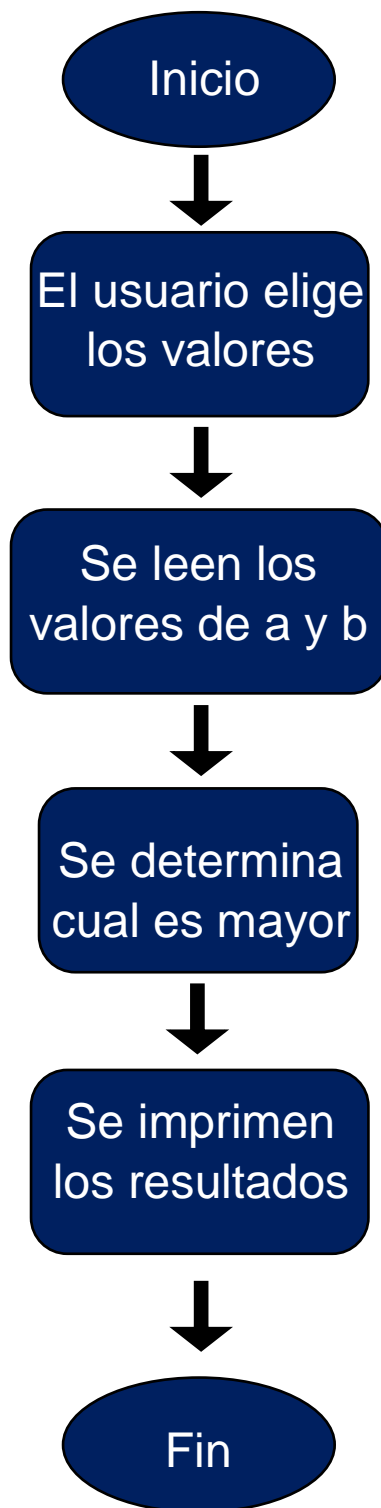 Inicio
El usuario elige
los valores
Se leen los
valores de a y b
Se determina
cual es mayor
Se imprimen
los resultados
Fin